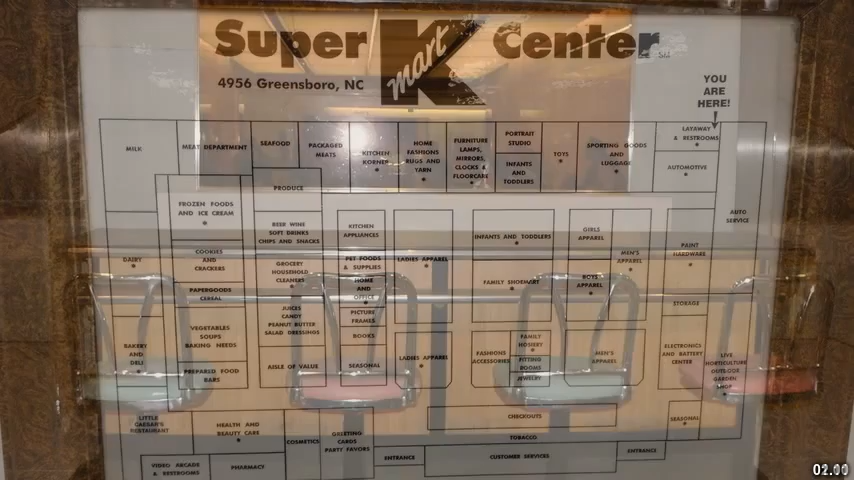 Super Kmart Center SM
4956 Greensboro, NC
YOU
ARE
HERE!
MILK
MEAT DEPARTMENT
SEAFOOD
PACKAGED
MEATS
KITCHEN
KORNER
HOME
FASHIONS
RUGS AND
YARN
FURNITURE
LAMPS,
MIRRORS,
CLOCKS &
FLOORCARE
PORTRAIT
STUDIO
INFANTS
AND
TODDLERS
TOYS
SPORTING GOODS
AND
LUGGAGE
LAYAWAY
& RESTROOMS
AUTOMOTIVE
AUTO
SERVICE
PRODUCE
FROZEN FOODS
AND ICE CREAM
BEER WINE
SOFT DRINKS
CHIPS AND SNACKS
KITCHEN
APPLIANCES
LADIES APPAREL
INFANTS AND TODDLERS
GIRLS
APPAREL
MEN'S
APPAREL
PAINT
HARDWARE
DAIRY
COOKIES
AND
CRACKERS
GROCERY
HOUSEHOLD
CLEANERS
PET FOODS
& SUPPLIES
HOME
AND
OFFICE
FAMILY SHOEMART
BOYS
APPAREL
PAPERGOODS
CEREAL
STORAGE
JUICES
CANDY
PEANUT BUTTER
SALAD DRESSINGS
PICTURE
FRAMES
BOOKS
VEGETABLES
SOUPS
BAKING NEEDS
BAKERY
AND
DELI
PREPARED FOOD
BARS
AISLE OF VALUE
SEASONAL
LADIES APPAREL
FASHIONS
ACCESSORIES
FAMILY
HOSIERY
FITTING
ROOMS
JEWELRY
MEN'S
APPAREL
ELECTRONICS
AND BATTERY
CENTER
LIVE
HORTICULTURE
OUTDOOR
GARDEN
SHOP
LITTLE
CAESAR'S
RESTAURANT
HEALTH AND
BEAUTY CARE
COSMETICS
GREETING
CARDS
PARTY FAVORS
CHECKOUTS
SEASONAL
TOBACCO
VIDEO ARCADE
& RESTROOMS
PHARMACY
ENTRANCE
CUSTOMER SERVICES
ENTRANCE